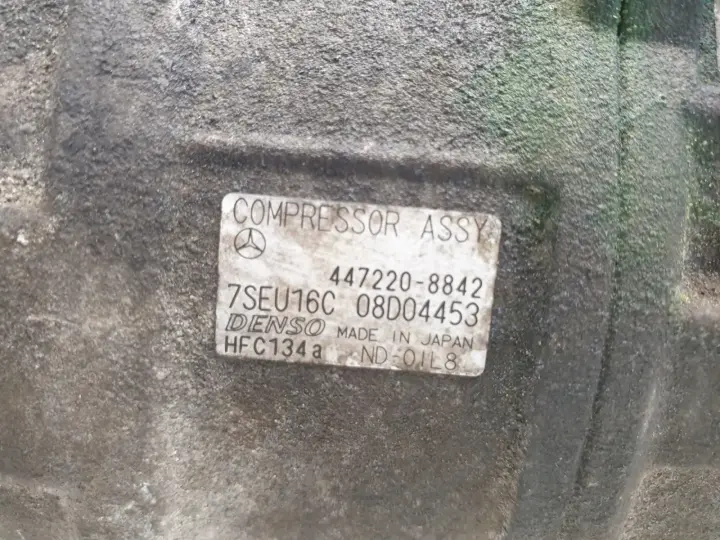 COMPRESSOR ASSY
447220-8842
7SEU16C 08D04453
DENSO MADE IN JAPAN
HFC134a ND-OIL8